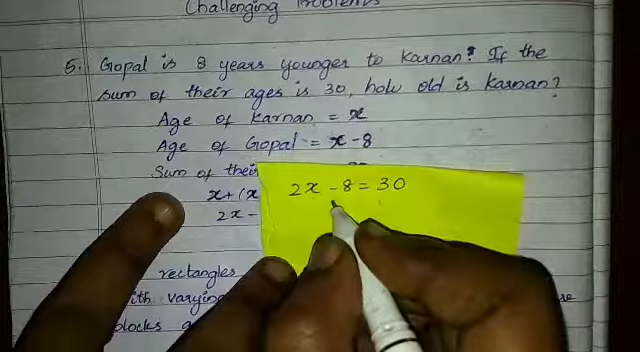 Challenging Problems
5. Gopal is 8 years younger to Karnan? If the
sum of their ages is 30, how old is Karnan?
Age of Karnan = x
Age of Gopal = x - 8
Sum of their
x + (x
2x -
2x - 8 = 30
rectangles
with varying
blocks